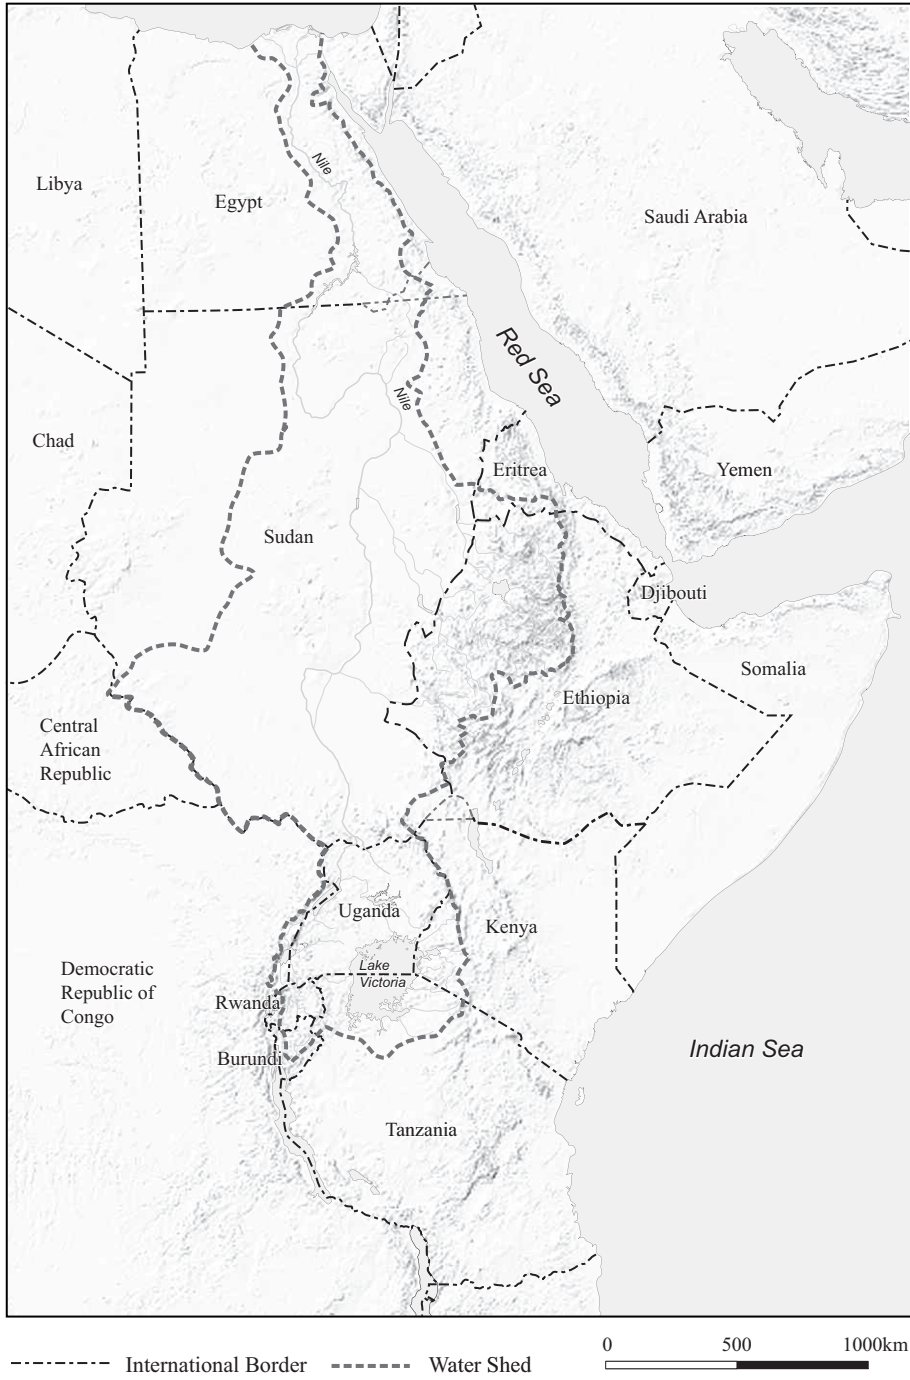 Nile
Libya
Egypt
Saudi Arabia
Red Sea
Nile
Chad
Eritrea
Yemen
Sudan
Djibouti
Somalia
Ethiopia
Central
African
Republic
Uganda
Kenya
Lake
Victoria
Democratic
Republic of
Congo
Rwanda
Burundi
Indian Sea
Tanzania
0 500 1000km
International Border Water Shed